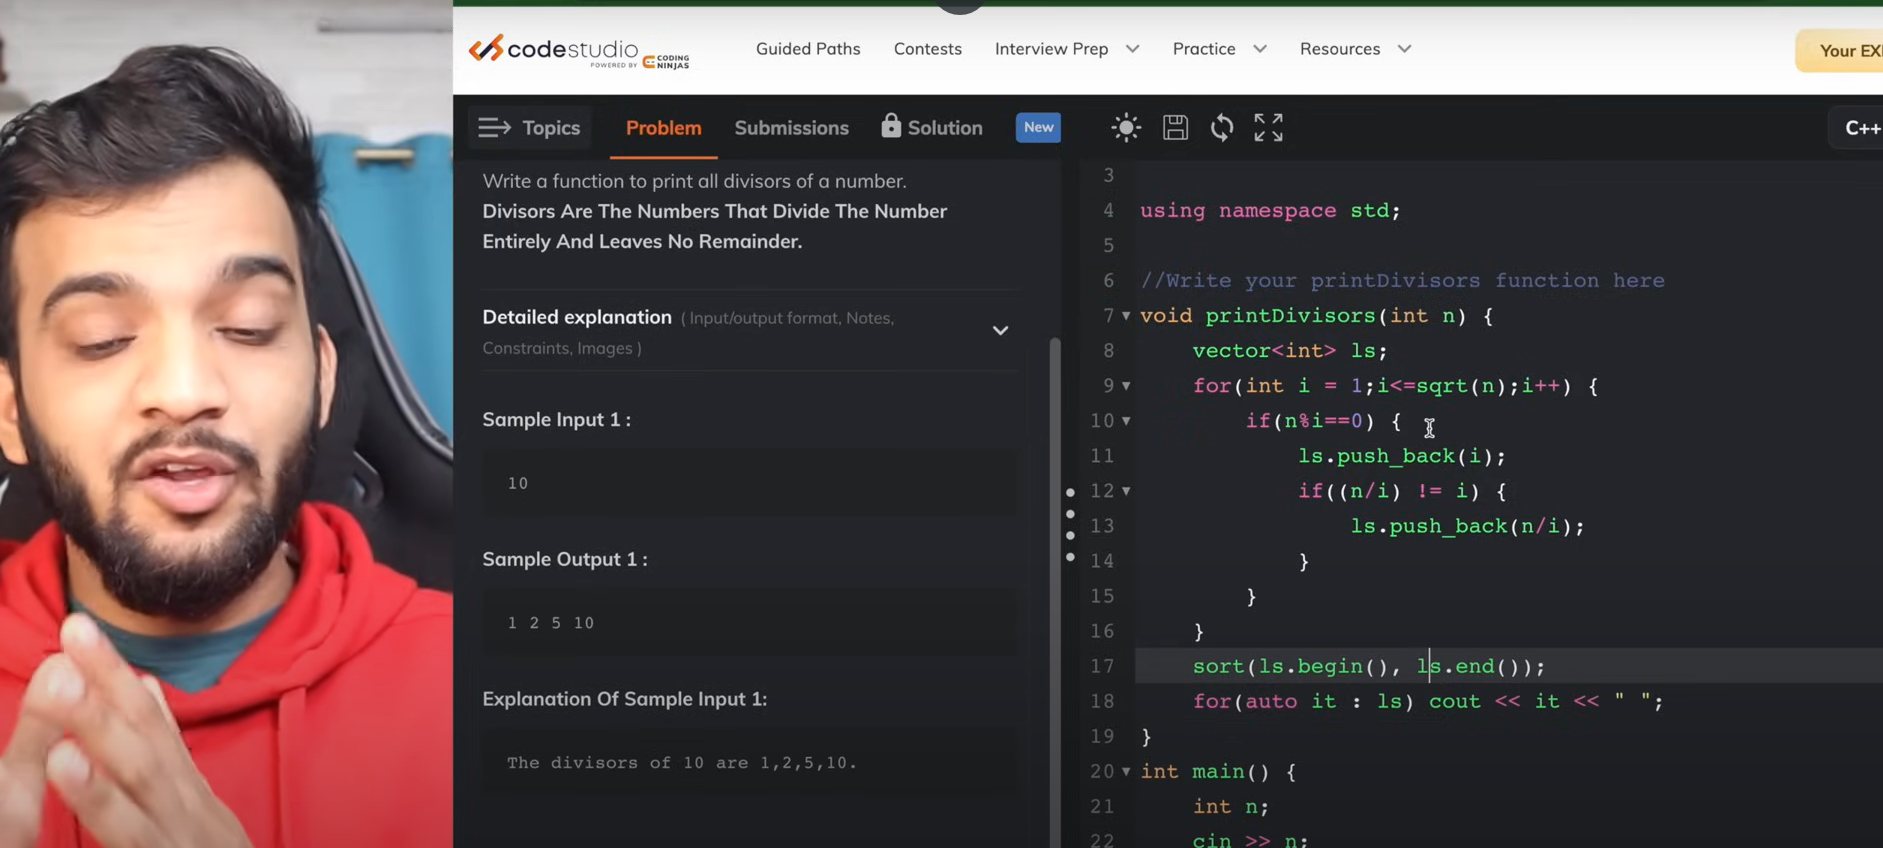 codestudio
POWERED BY CODING NINJAS
Guided Paths Contests Interview Prep Practice Resources
Your EX
Topics Problem Submissions Solution New
C++
Write a function to print all divisors of a number.
Divisors Are The Numbers That Divide The Number
Entirely And Leaves No Remainder.
Detailed explanation ( Input/output format, Notes,
Constraints, Images )
Sample Input 1 :
10
Sample Output 1 :
1 2 5 10
Explanation Of Sample Input 1:
The divisors of 10 are 1,2,5,10.
3
4 using namespace std;
5
6 //Write your printDivisors function here
7 void printDivisors(int n) {
8 vector<int> ls;
9 for(int i = 1;i<=sqrt(n);i++) {
10 if(n%i==0) {
11 ls.push_back(i);
12 if((n/i) != i) {
13 ls.push_back(n/i);
14 }
15 }
16 }
17 sort(ls.begin(), ls.end());
18 for(auto it : ls) cout << it << " ";
19 }
20 int main() {
21 int n;
22 cin >> n;